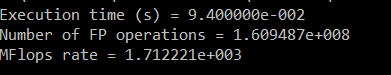 Execution time (s) = 9.400000e-002
Number of FP operations = 1.609487e+008
MFlops rate = 1.712221e+003